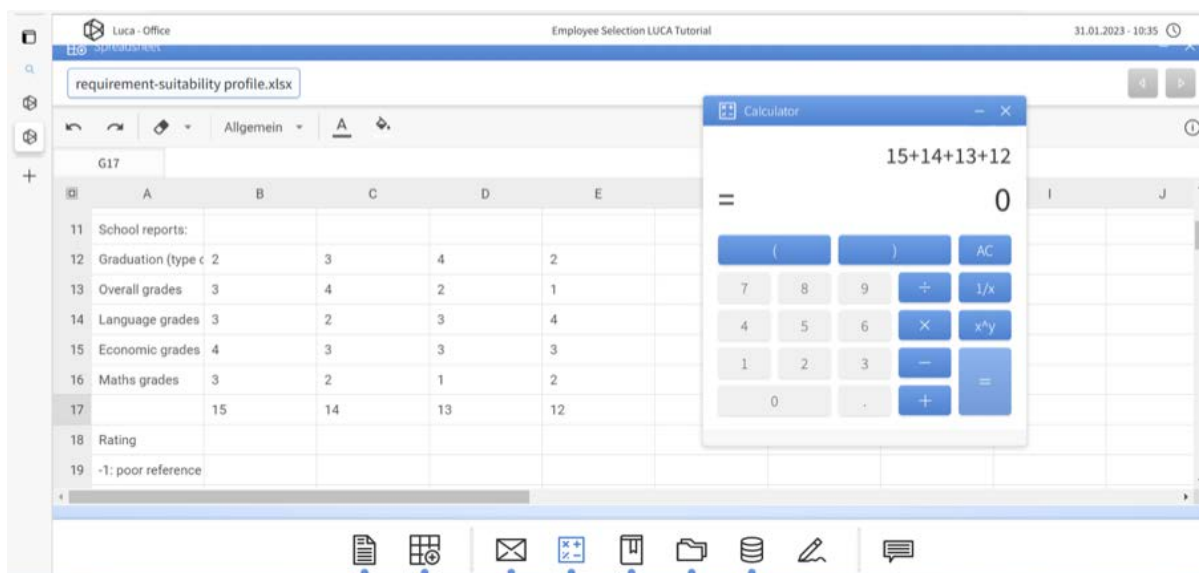 Luca - Office Employee Selection LUCA Tutorial 31.01.2023 - 10:35
Spreadsheet
requirement-suitability profile.xlsx
Allgemein A
G17
A B C D E I J
11 School reports:
12 Graduation (type 2 3 4 2
13 Overall grades 3 4 2 1
14 Language grades 3 2 3 4
15 Economic grades 4 3 3 3
16 Maths grades 3 2 1 2
17 15 14 13 12
18 Rating
19 -1: poor reference
Calculator
15+14+13+12
= 0
( ) AC
7 8 9 ÷ 1/x
4 5 6 × x^y
1 2 3 − =
0 . +